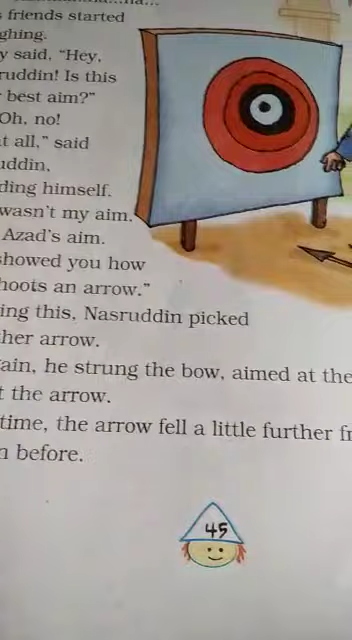 friends started
ghing.
y said, "Hey,
ruddin! Is this
best aim?"
Oh, no!
t all," said
uddin,
ding himself.
wasn't my aim.
Azad's aim.
showed you how
hoots an arrow."
ing this, Nasruddin picked
ther arrow.
ain, he strung the bow, aimed at the
t the arrow.
time, the arrow fell a little further fr
n before.
45